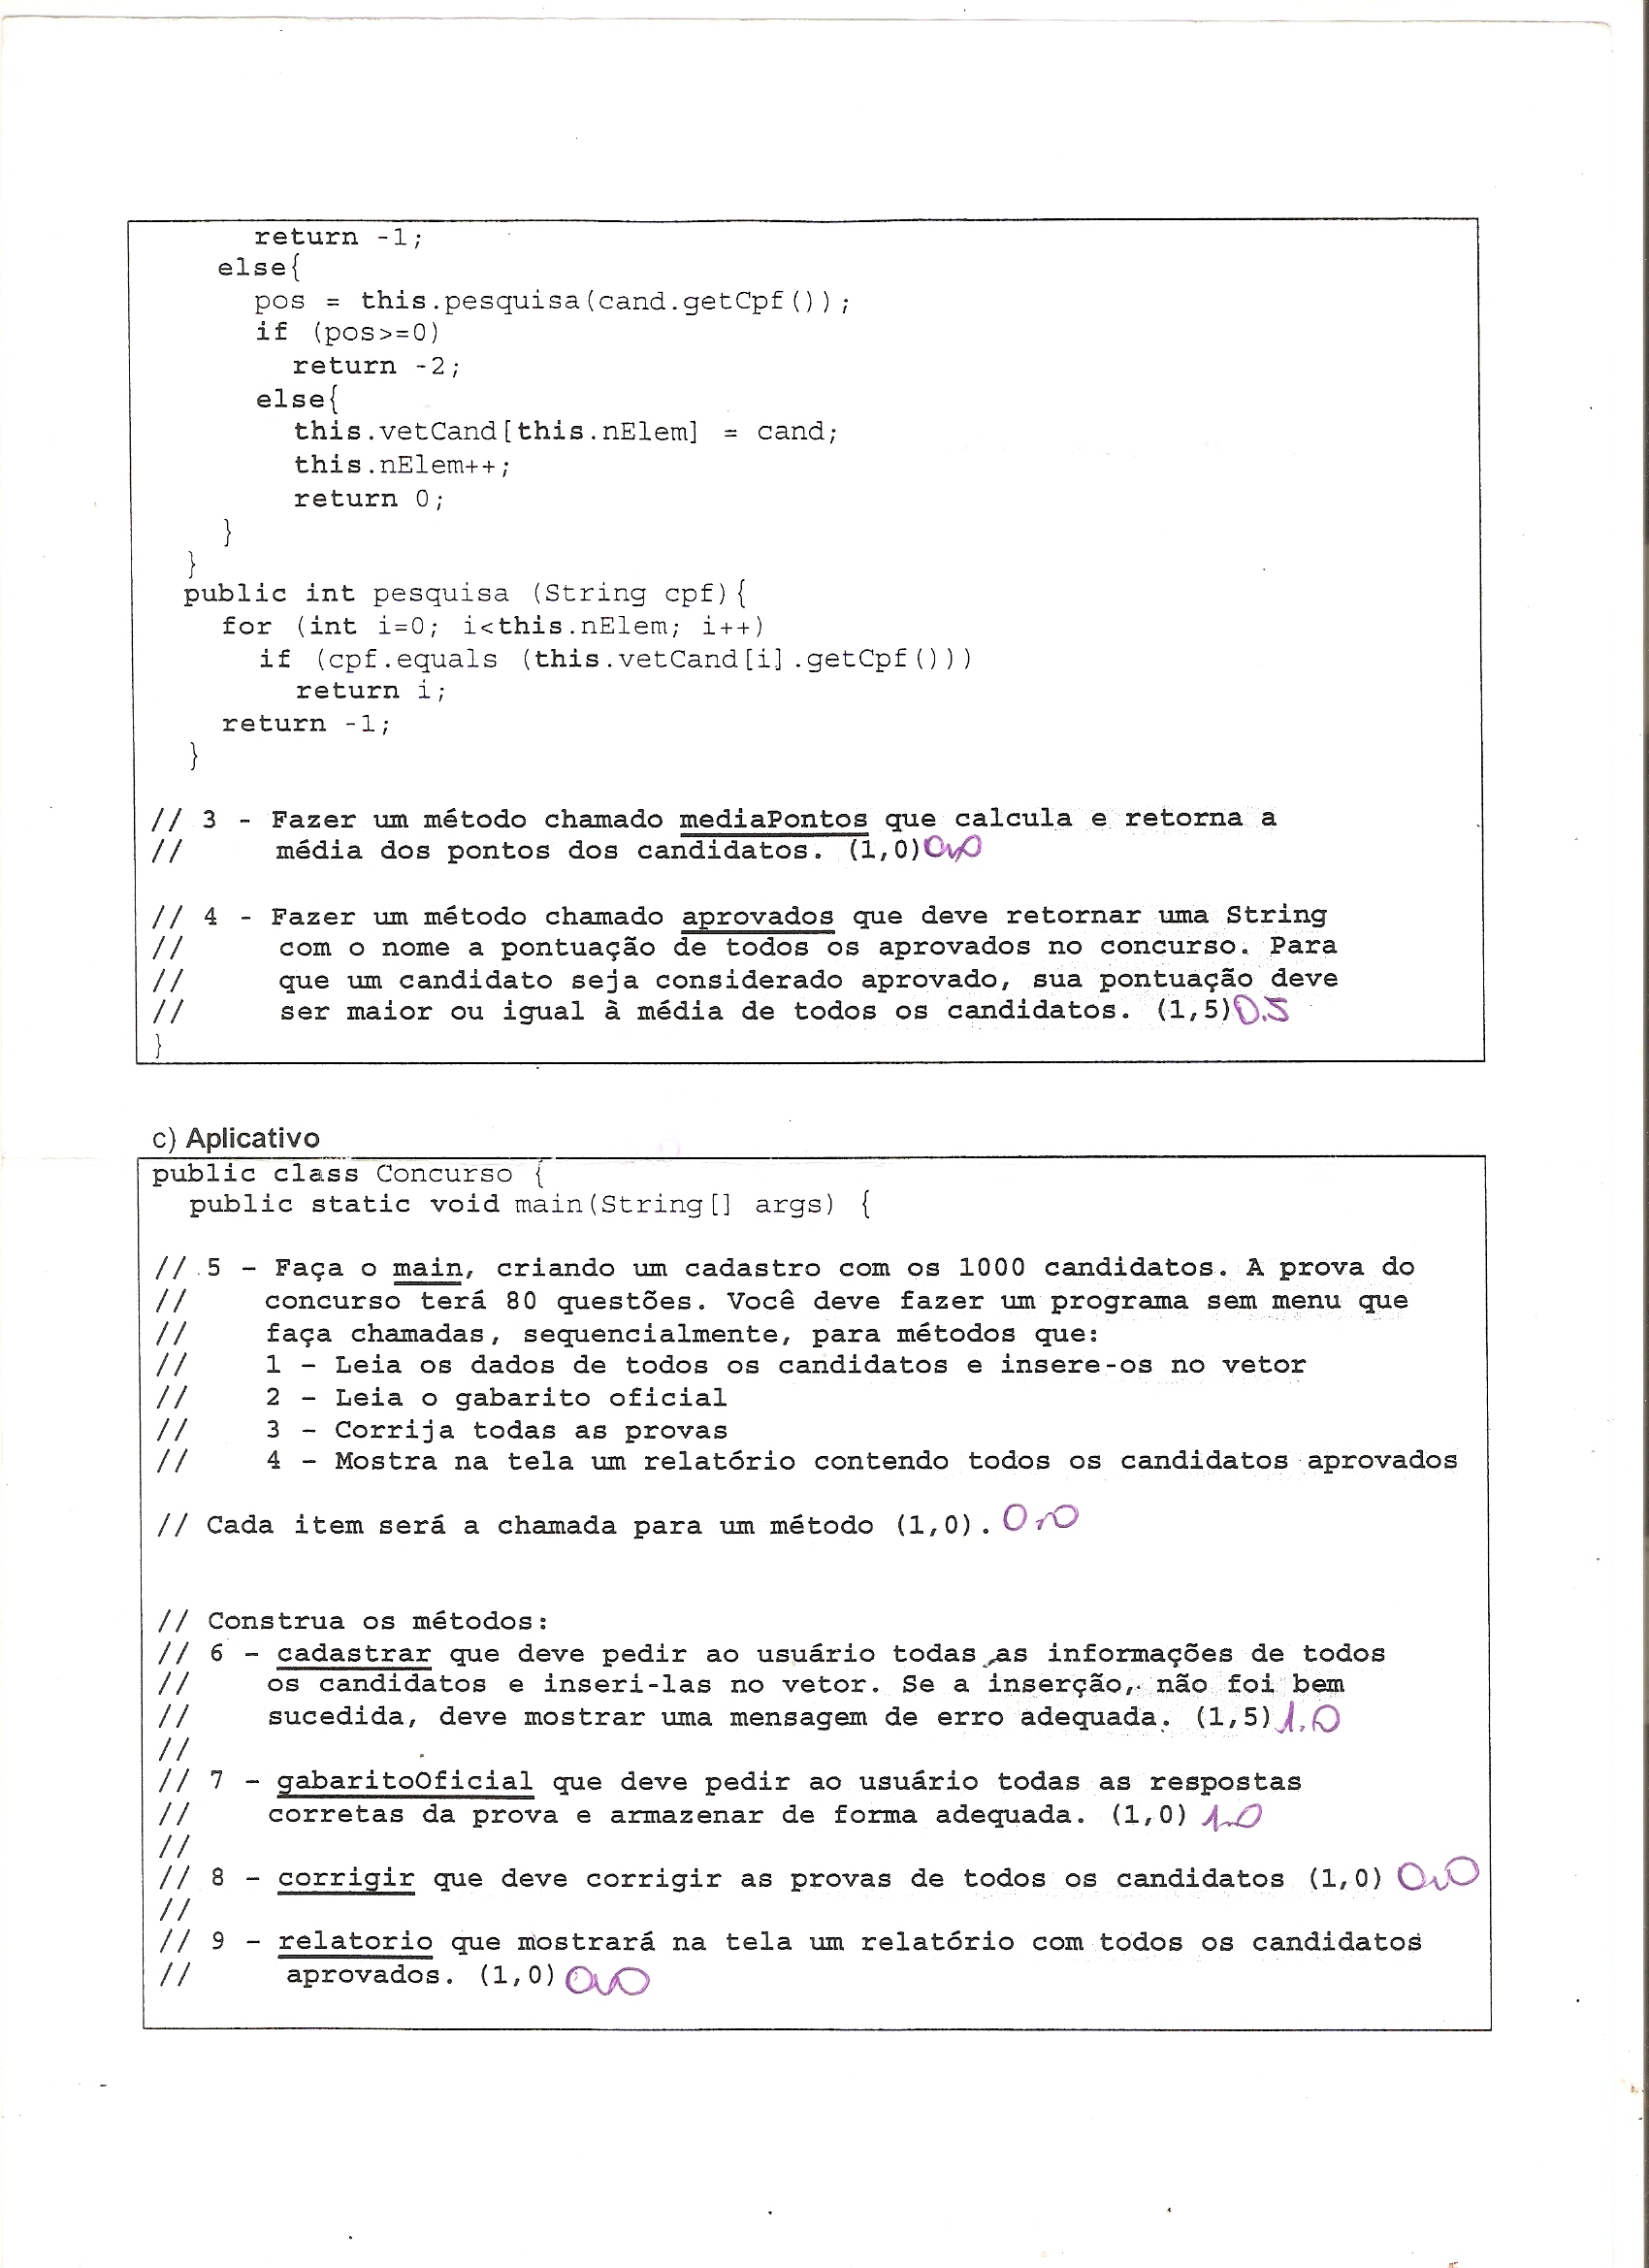 return -1;
else{
pos = this.pesquisa(cand.getCpf());
if (pos>=0)
return -2;
else{
this.vetCand[this.nElem] = cand;
this.nElem++;
return 0;
}
}
public int pesquisa (String cpf){
for (int i=0; i<this.nElem; i++)
if (cpf.equals (this.vetCand[i].getCpf()))
return i;
return -1;
}
// 3 - Fazer um método chamado mediaPontos que calcula e retorna a
// média dos pontos dos candidatos. (1,0) 0,0
// 4 - Fazer um método chamado aprovados que deve retornar uma String
// com o nome a pontuação de todos os aprovados no concurso. Para
// que um candidato seja considerado aprovado, sua pontuação deve
// ser maior ou igual à média de todos os candidatos. (1,5) 0.5
}
c) Aplicativo
public class Concurso {
public static void main(String[] args) {
// 5 - Faça o main, criando um cadastro com os 1000 candidatos. A prova do
// concurso terá 80 questões. Você deve fazer um programa sem menu que
// faça chamadas, sequencialmente, para métodos que:
// 1 - Leia os dados de todos os candidatos e insere-os no vetor
// 2 - Leia o gabarito oficial
// 3 - Corrija todas as provas
// 4 - Mostra na tela um relatório contendo todos os candidatos aprovados
// Cada item será a chamada para um método (1,0). 0,0
// Construa os métodos:
// 6 - cadastrar que deve pedir ao usuário todas as informações de todos
// os candidatos e inseri-las no vetor. Se a inserção, não foi bem
// sucedida, deve mostrar uma mensagem de erro adequada. (1,5) 1.0
//
// 7 - gabaritoOficial que deve pedir ao usuário todas as respostas
// corretas da prova e armazenar de forma adequada. (1,0) 1.0
//
// 8 - corrigir que deve corrigir as provas de todos os candidatos (1,0) 0,0
//
// 9 - relatorio que mostrará na tela um relatório com todos os candidatos
// aprovados. (1,0) 0,0